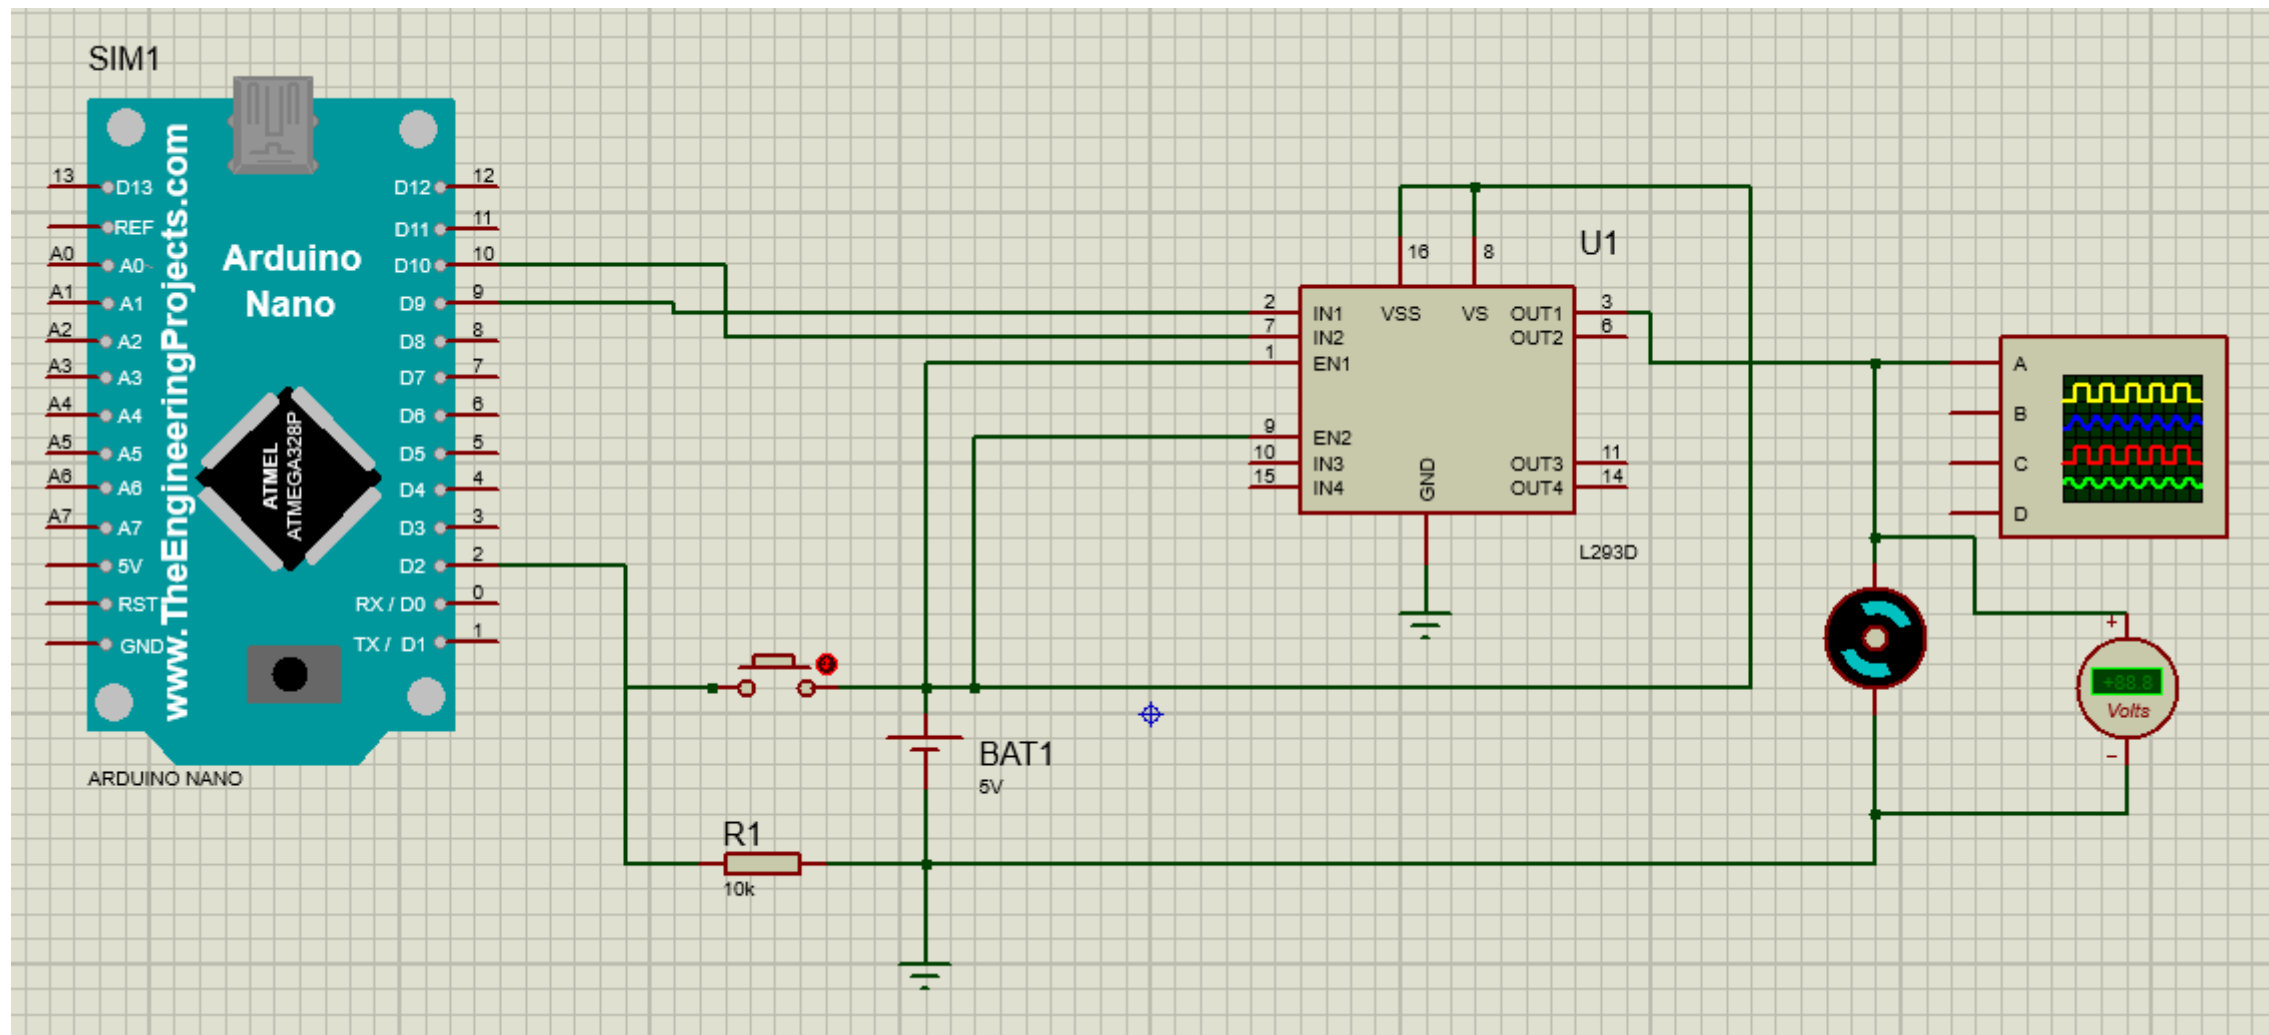 SIM1
www.TheEngineeringProjects.com
Arduino
Nano
ATMEL
ATMEGA328P
13
D13
REF
A0
A0~
A1
A1
A2
A2
A3
A3
A4
A4
A5
A5
A6
A6
A7
A7
5V
RST
GND
D12
12
D11
11
D10
10
D9
9
D8
8
D7
7
D6
6
D5
5
D4
4
D3
3
D2
2
RX / D0
0
TX / D1
1
ARDUINO NANO
BAT1
5V
R1
10k
U1
16
8
2
IN1
VSS
VS
OUT1
3
7
IN2
OUT2
6
1
EN1
9
EN2
10
IN3
OUT3
11
15
IN4
GND
OUT4
14
L293D
A
B
C
D
+
+88.8
Volts
−